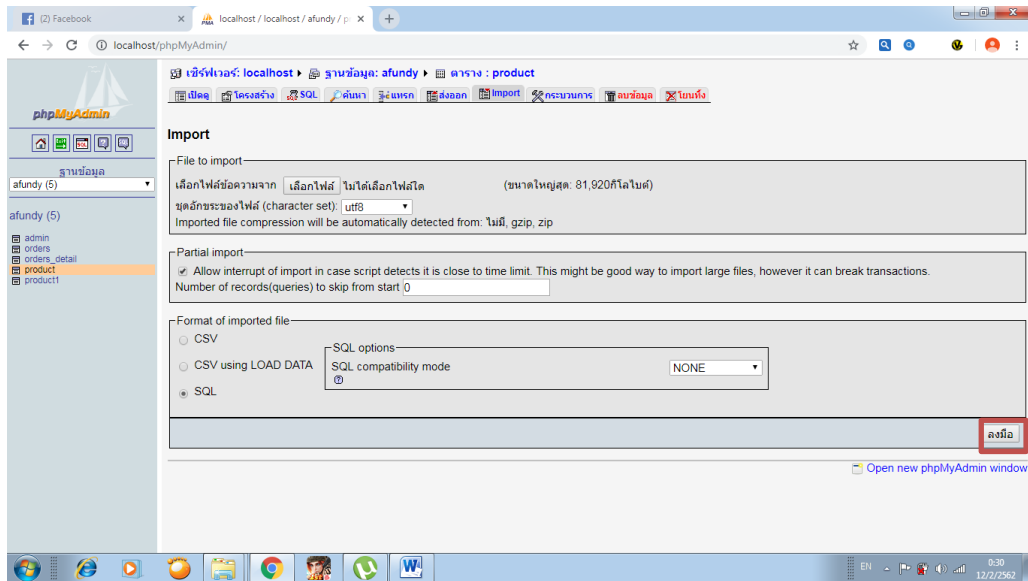 (2) Facebook
localhost / localhost / afundy / p
localhost/phpMyAdmin/
phpMyAdmin
ฐานข้อมูล
afundy (5)
afundy (5)
admin
orders
orders_detail
product
product1
เซิร์ฟเวอร์: localhost ▸ ฐานข้อมูล: afundy ▸ ตาราง : product
เปิดดู โครงสร้าง SQL ค้นหา แทรก ส่งออก Import กระบวนการ ลบข้อมูล โยนทิ้ง
Import
File to import
เลือกไฟล์ข้อความจาก เลือกไฟล์ ไม่ได้เลือกไฟล์ใด (ขนาดใหญ่สุด: 81,920กิโลไบต์)
ชุดอักขระของไฟล์ (character set): utf8
Imported file compression will be automatically detected from: ไม่มี, gzip, zip
Partial import
Allow interrupt of import in case script detects it is close to time limit. This might be good way to import large files, however it can break transactions.
Number of records(queries) to skip from start 0
Format of imported file
CSV
CSV using LOAD DATA
SQL
SQL options
SQL compatibility mode NONE
ลงมือ
Open new phpMyAdmin window
EN
0:30
12/2/2562